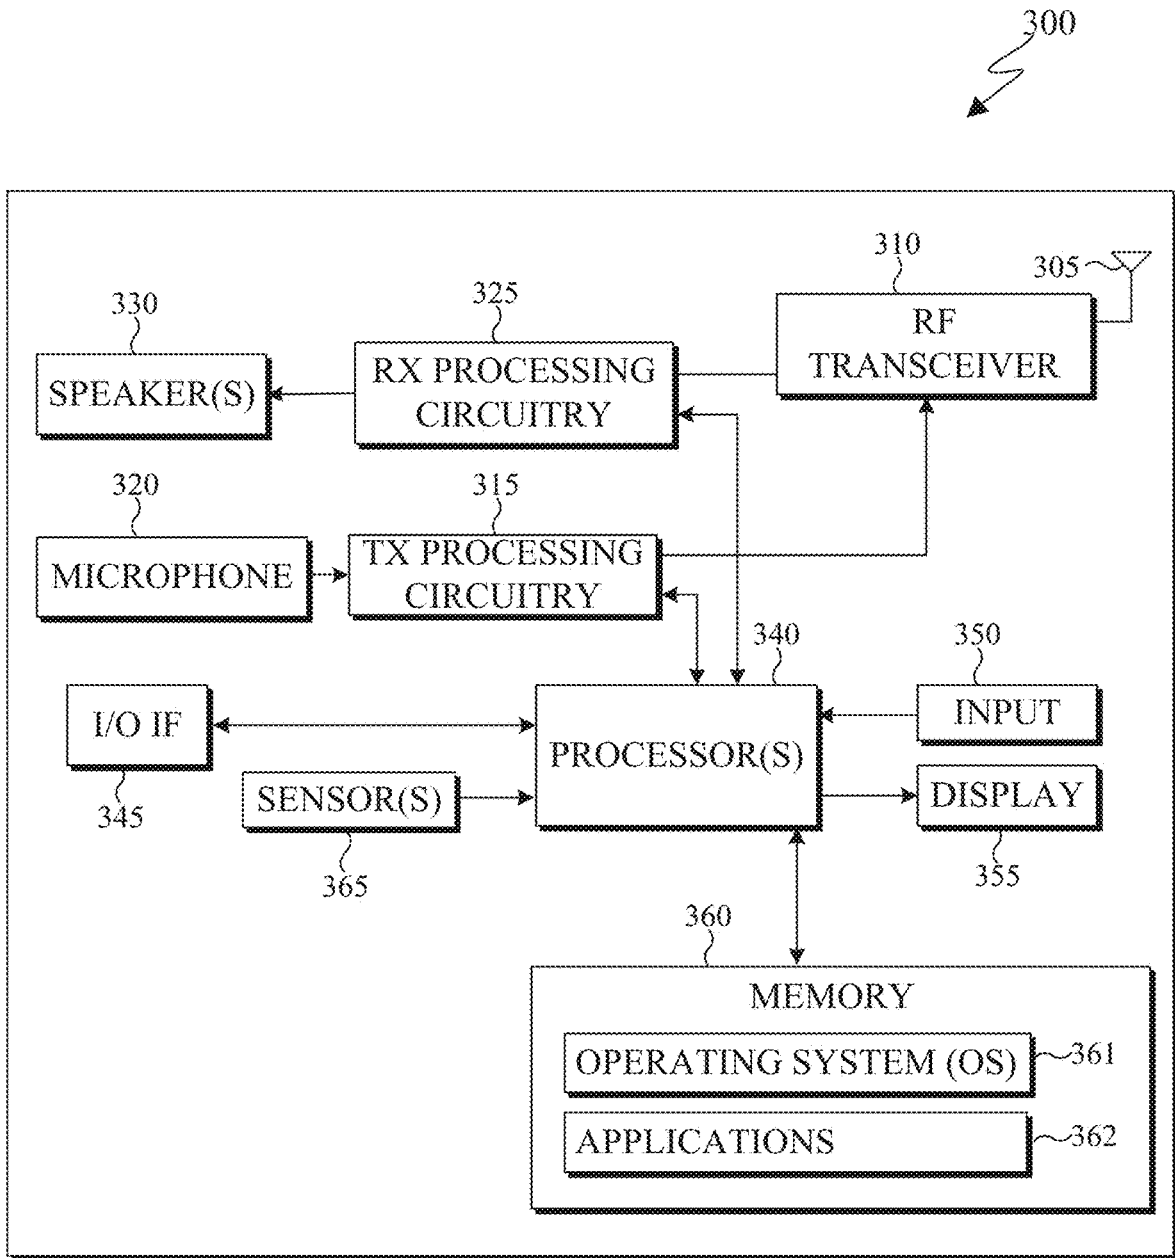 300
310
305
325
330
RF
TRANSCEIVER
RX PROCESSING
CIRCUITRY
SPEAKER(S)
320
315
MICROPHONE
TX PROCESSING
CIRCUITRY
340
350
I/O IF
PROCESSOR(S)
INPUT
345
SENSOR(S)
DISPLAY
365
355
360
MEMORY
OPERATING SYSTEM (OS)
361
APPLICATIONS
362